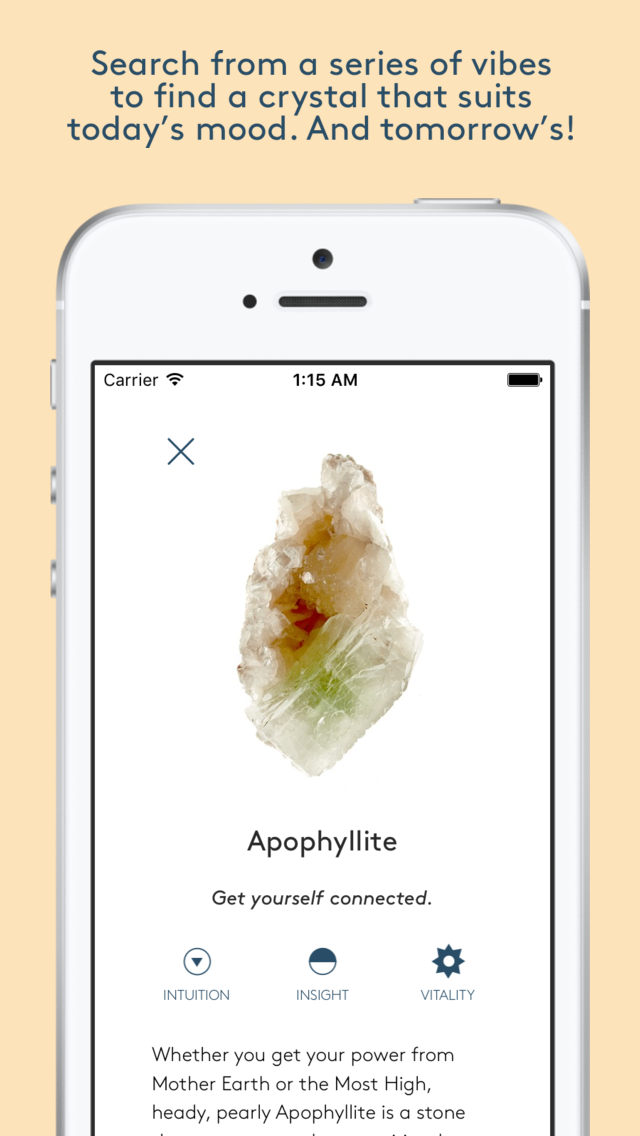 Search from a series of vibes
to find a crystal that suits
today's mood. And tomorrow's!
Carrier
1:15 AM
Apophyllite
Get yourself connected.
INTUITION
INSIGHT
VITALITY
Whether you get your power from
Mother Earth or the Most High,
heady, pearly Apophyllite is a stone